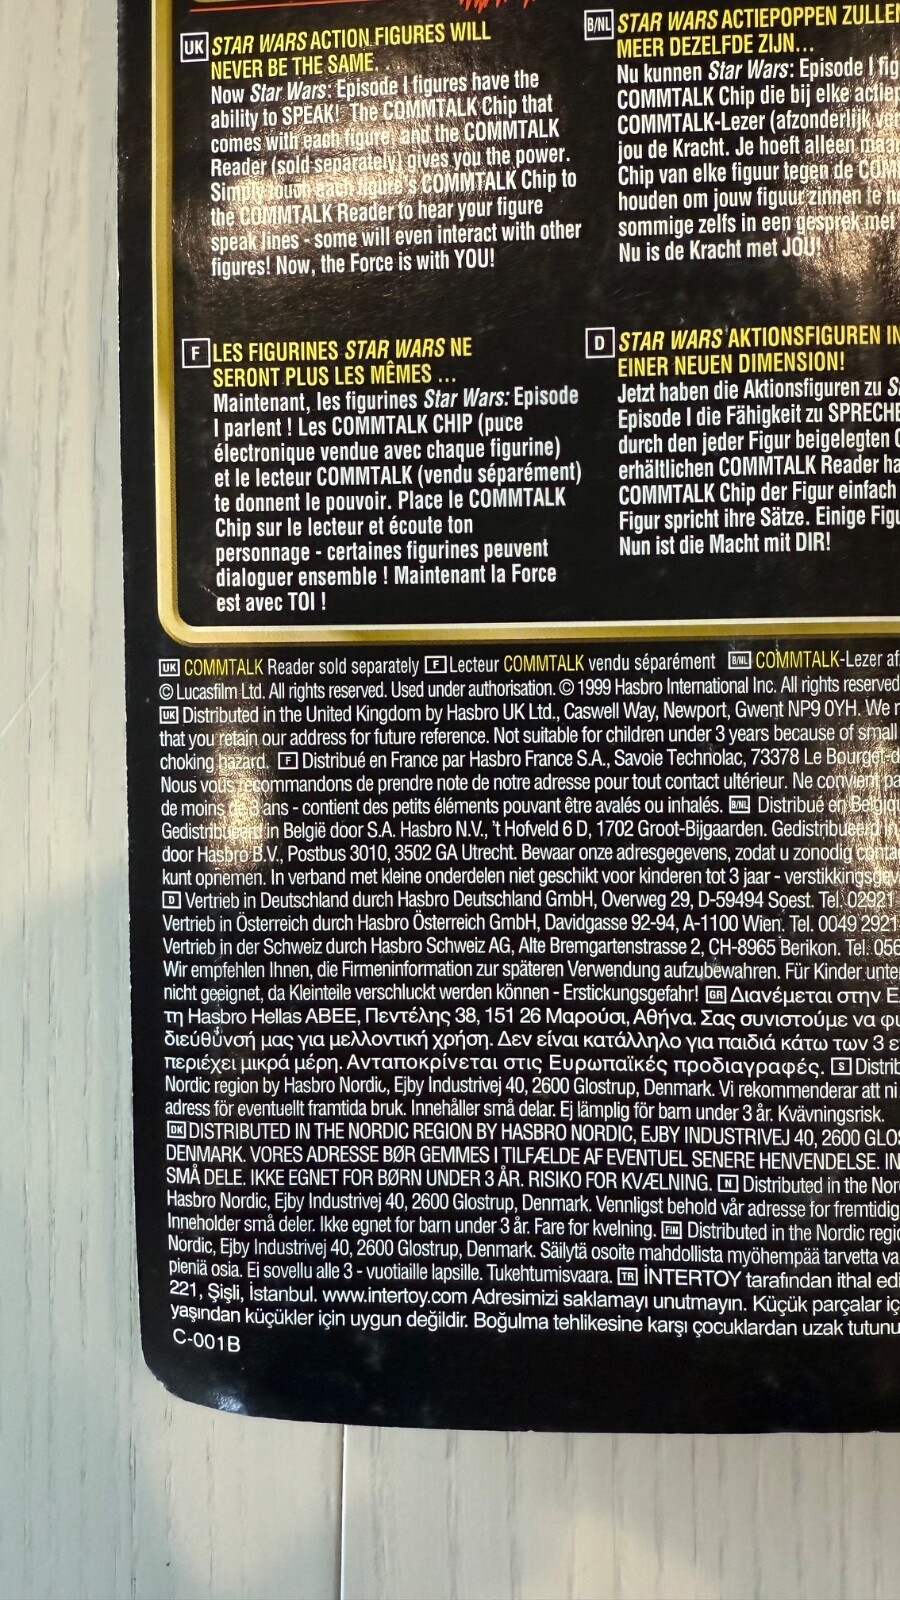 UK STAR WARS ACTION FIGURES WILL
NEVER BE THE SAME. . .
Now Star Wars: Episode I figures have the
ability to SPEAK! The COMMTALK Chip that
comes with each figure, and the COMMTALK
Reader (sold separately) gives you the power.
Simply touch each figure's COMMTALK Chip to
the COMMTALK Reader to hear your figure
speak lines - some will even interact with other
figures! Now, the Force is with YOU!
B/NL STAR WARS ACTIEPOPPEN ZULLEN
MEER DEZELFDE ZIJN...
Nu kunnen Star Wars: Episode I fig
COMMTALK Chip die bij elke actiep
COMMTALK-Lezer (afzonderlijk ver
jou de Kracht. Je hoeft alleen maar
Chip van elke figuur tegen de COM
houden om jouw figuur zinnen te
sommige zelfs in een gesprek met
Nu is de Kracht met JOU!
F LES FIGURINES STAR WARS NE
SERONT PLUS LES MÊMES ...
Maintenant, les figurines Star Wars: Episode
I parlent ! Les COMMTALK CHIP (puce
électronique vendue avec chaque figurine)
et le lecteur COMMTALK (vendu séparément)
te donnent le pouvoir. Place le COMMTALK
Chip sur le lecteur et écoute ton
personnage - certaines figurines peuvent
dialoguer ensemble ! Maintenant la Force
est avec TOI !
D STAR WARS AKTIONSFIGUREN IN
EINER NEUEN DIMENSION!
Jetzt haben die Aktionsfiguren zu S
Episode I die Fähigkeit zu SPRECHE
durch den jeder Figur beigelegten C
erhältlichen COMMTALK Reader ha
COMMTALK Chip der Figur einfach
Figur spricht ihre Sätze. Einige Figu
Nun ist die Macht mit DIR!
UK COMMTALK Reader sold separately F Lecteur COMMTALK vendu séparément B/NL COMMTALK-Lezer af
© Lucasfilm Ltd. All rights reserved. Used under authorisation. © 1999 Hasbro International Inc. All rights reserved
UK Distributed in the United Kingdom by Hasbro UK Ltd., Caswell Way, Newport, Gwent NP9 0YH. We r
that you retain our address for future reference. Not suitable for children under 3 years because of small
choking hazard. F Distribué en France par Hasbro France S.A., Savoie Technolac, 73378 Le Bourget-d
Nous vous recommandons de prendre note de notre adresse pour tout contact ultérieur. Ne convient pa
de moins de 3 ans - contient des petits éléments pouvant être avalés ou inhalés. B/NL Distribué en Belgiqu
Gedistribueerd in België door S.A. Hasbro N.V., 't Hofveld 6 D, 1702 Groot-Bijgaarden. Gedistribueerd in
door Hasbro B.V., Postbus 3010, 3502 GA Utrecht. Bewaar onze adresgegevens, zodat u zonodig conta
kunt opnemen. In verband met kleine onderdelen niet geschikt voor kinderen tot 3 jaar - verstikkingsgev
D Vertrieb in Deutschland durch Hasbro Deutschland GmbH, Overweg 29, D-59494 Soest. Tel. 02921
Vertrieb in Österreich durch Hasbro Österreich GmbH, Davidgasse 92-94, A-1100 Wien. Tel. 0049 2921
Vertrieb in der Schweiz durch Hasbro Schweiz AG, Alte Bremgartenstrasse 2, CH-8965 Berikon. Tel. 056
Wir empfehlen Ihnen, die Firmeninformation zur späteren Verwendung aufzubewahren. Für Kinder unte
nicht geeignet, da Kleinteile verschluckt werden können - Erstickungsgefahr! GR Διανέμεται στην Ε
τη Hasbro Hellas ABEE, Πεντέλης 38, 151 26 Μαρούσι, Αθήνα. Σας συνιστούμε να φυ
διεύθυνσή μας για μελλοντική χρήση. Δεν είναι κατάλληλο για παιδιά κάτω των 3 ε
περιέχει μικρά μέρη. Ανταποκρίνεται στις Ευρωπαϊκές προδιαγραφές. S Distrib
Nordic region by Hasbro Nordic, Ejby Industrivej 40, 2600 Glostrup, Denmark. Vi rekommenderar att ni
adress för eventuellt framtida bruk. Innehåller små delar. Ej lämplig för barn under 3 år. Kvävningsrisk.
DK DISTRIBUTED IN THE NORDIC REGION BY HASBRO NORDIC, EJBY INDUSTRIVEJ 40, 2600 GLOS
DENMARK. VORES ADRESSE BØR GEMMES I TILFÆLDE AF EVENTUEL SENERE HENVENDELSE. IN
SMÅ DELE. IKKE EGNET FOR BØRN UNDER 3 ÅR. RISIKO FOR KVÆLNING. N Distributed in the Nor
Hasbro Nordic, Ejby Industrivej 40, 2600 Glostrup, Denmark. Vennligst behold vår adresse for fremtidig
Inneholder små deler. Ikke egnet for barn under 3 år. Fare for kvelning. FIN Distributed in the Nordic regio
Nordic, Ejby Industrivej 40, 2600 Glostrup, Denmark. Säilytä osoite mahdollista myöhempää tarvetta va
pieniä osia. Ei sovellu alle 3 - vuotiaille lapsille. Tukehtumisvaara. TR İNTERTOY tarafından ithal edi
221, Şişli, İstanbul. www.intertoy.com Adresimizi saklamayı unutmayın. Küçük parçalar iç
yaşından küçükler için uygun değildir. Boğulma tehlikesine karşı çocuklardan uzak tutunu
C-001B